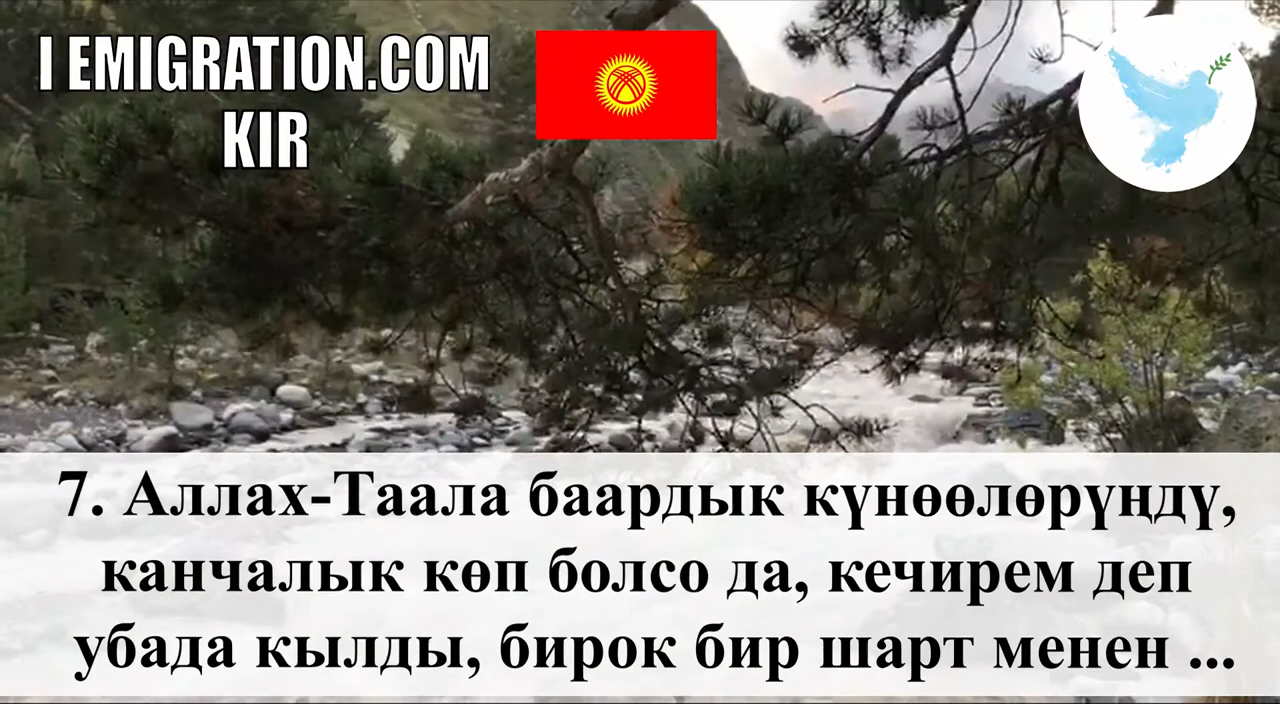 I EMIGRATION.COM
KIR
7. Аллах-Таала баардык күнөөлөрүңдү,
канчалык көп болсо да, кечирем деп
убада кылды, бирок бир шарт менен ...